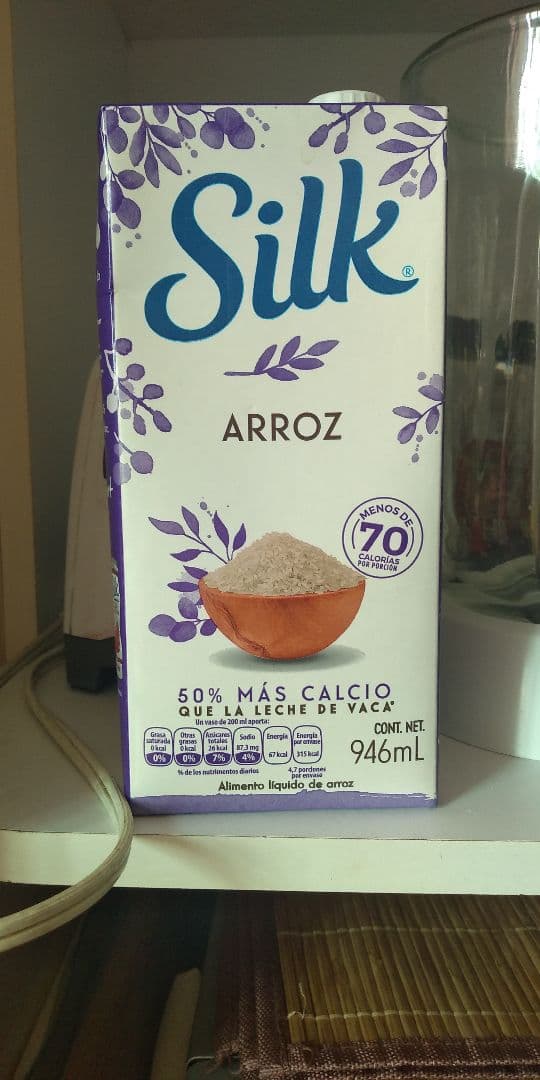 Silk®
ARROZ
MENOS DE
70
CALORÍAS
POR PORCIÓN
50% MÁS CALCIO
QUE LA LECHE DE VACA*
Un vaso de 200 ml aporta:
Grasa saturada 0 kcal 0%
Otras grasas 0 kcal 0%
Azúcares totales 26 kcal 7%
Sodio 87.3 mg 4%
Energía 67 kcal
Energía por envase 315 kcal
% de los nutrimentos diarios
4.7 porciones por envase
CONT. NET.
946mL
Alimento líquido de arroz